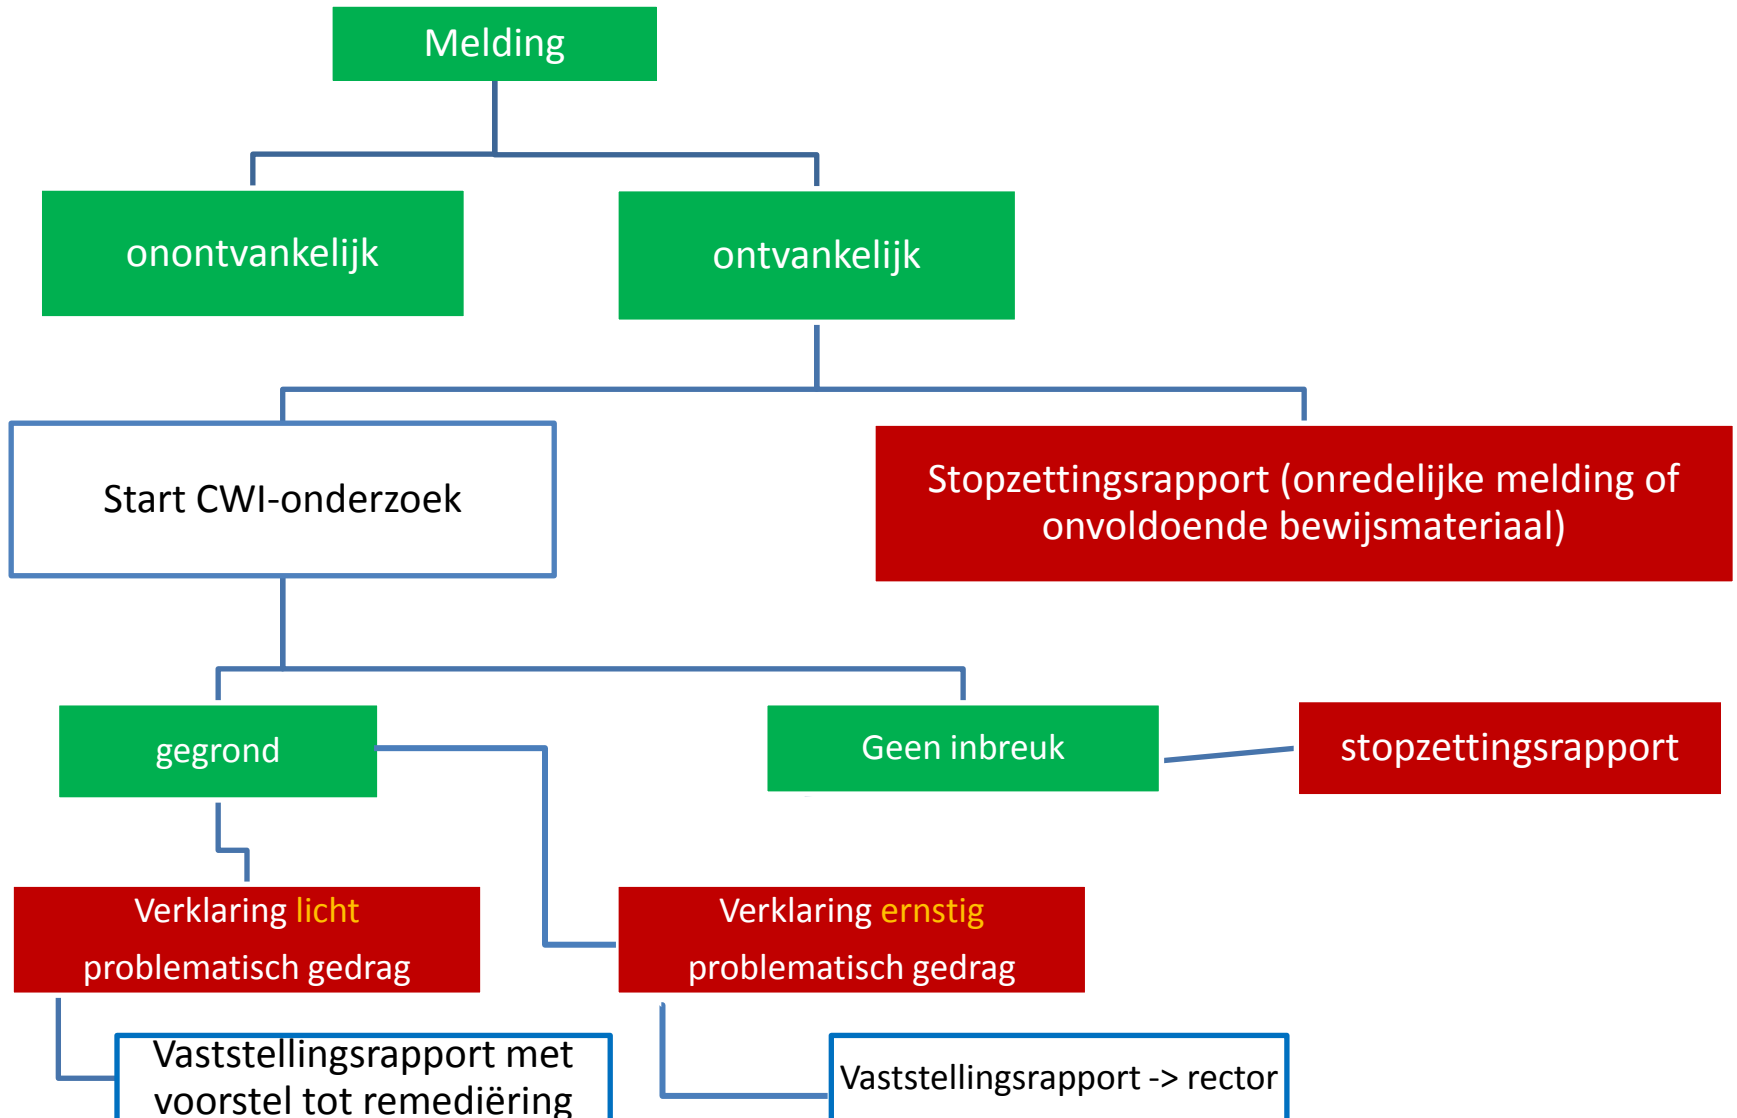 Melding
onontvankelijk
ontvankelijk
Start CWI-onderzoek
Stopzettingsrapport (onredelijke melding of
onvoldoende bewijsmateriaal)
gegrond
Geen inbreuk
stopzettingsrapport
Verklaring licht
problematisch gedrag
Verklaring ernstig
problematisch gedrag
Vaststellingsrapport met
voorstel tot remediëring
Vaststellingsrapport -> rector